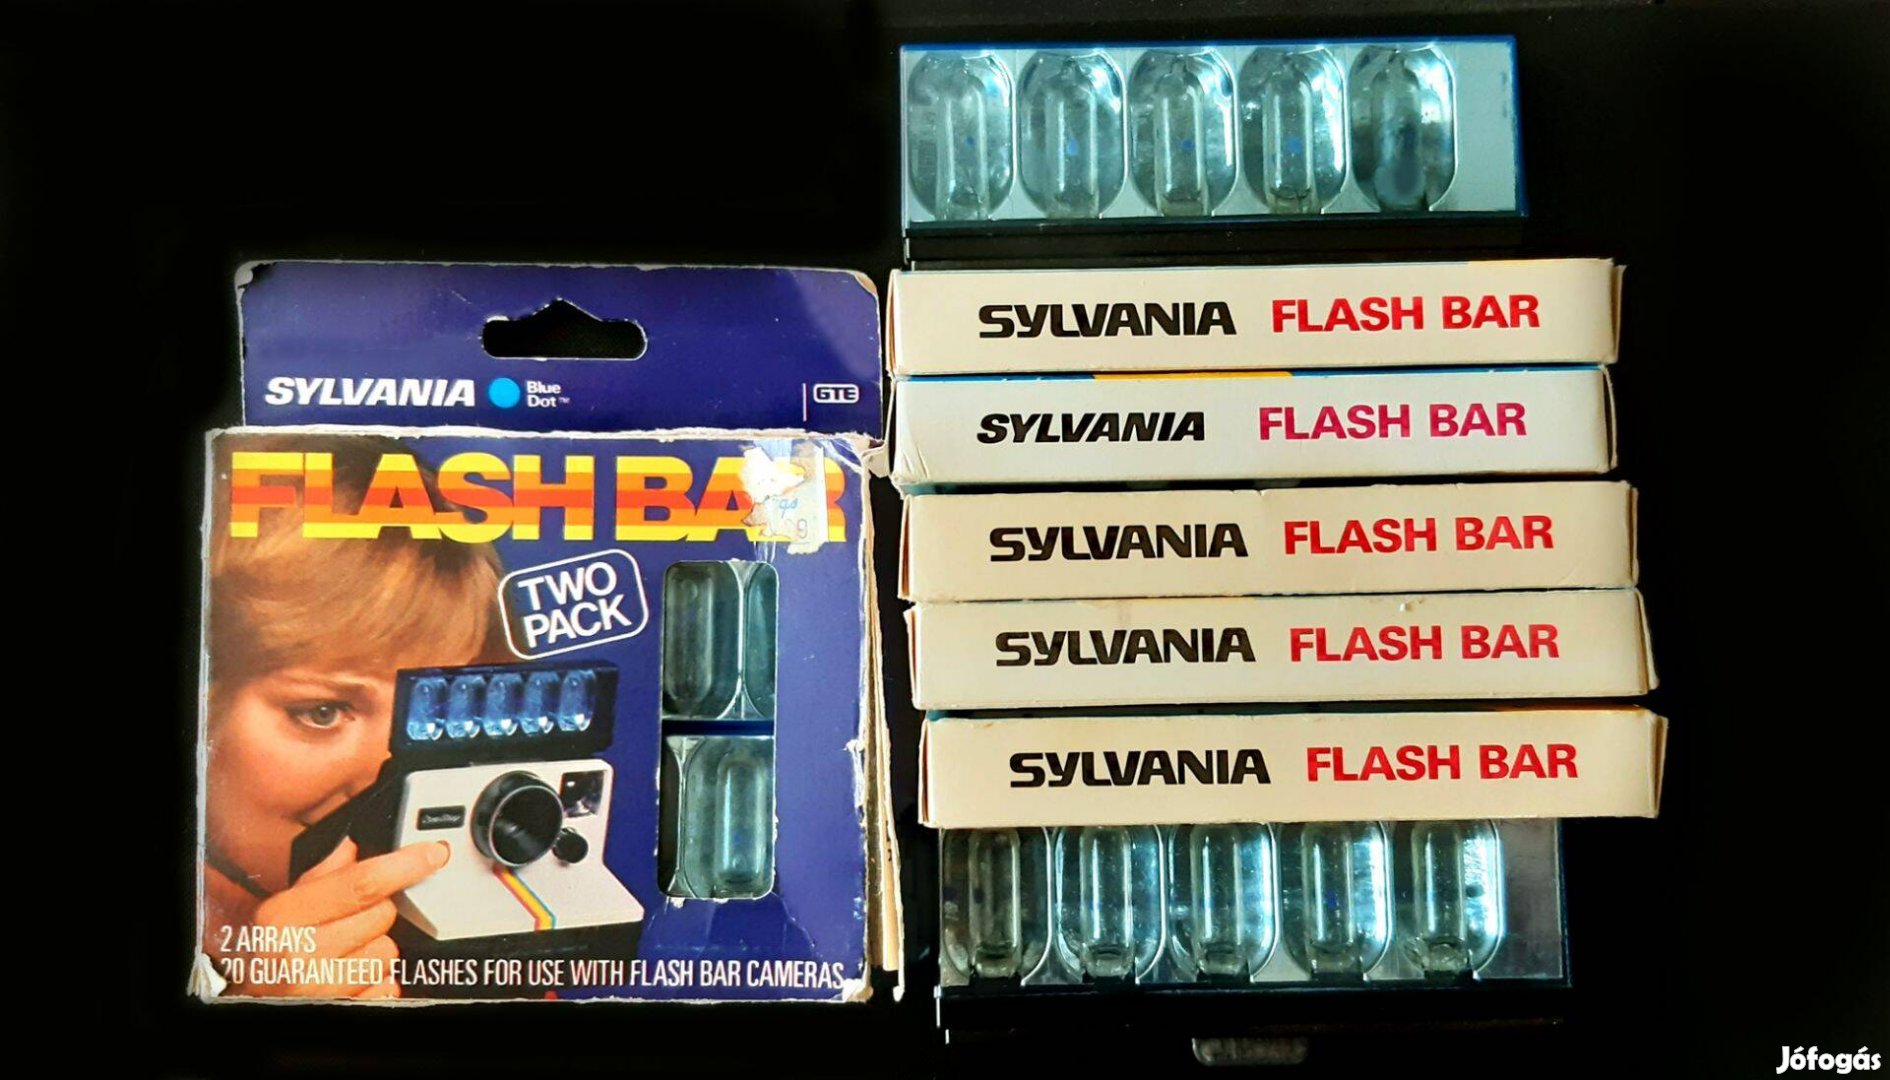 SYLVANIA Blue Dot™ GTE
FLASH BAR
TWO
PACK
2 ARRAYS
20 GUARANTEED FLASHES FOR USE WITH FLASH BAR CAMERAS
SYLVANIA FLASH BAR
SYLVANIA FLASH BAR
SYLVANIA FLASH BAR
SYLVANIA FLASH BAR
SYLVANIA FLASH BAR
Jófogás